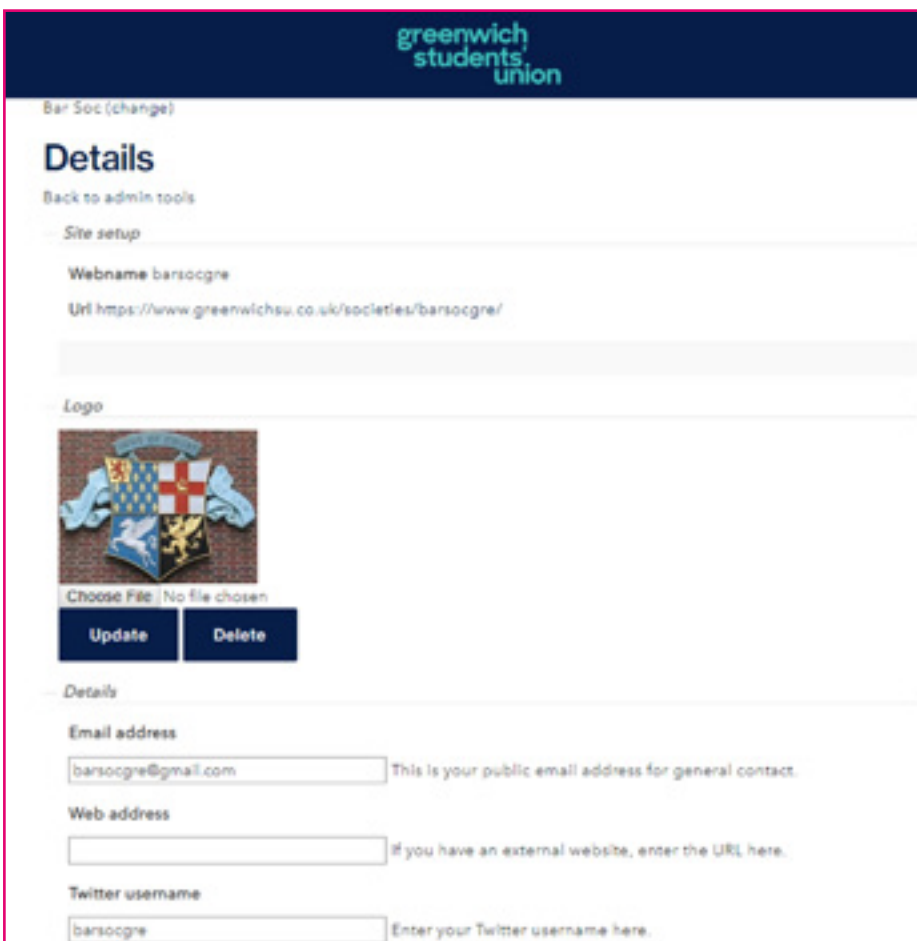 greenwich
students'
union
Bar Soc (change)
Details
Back to admin tools
Site setup
Webname barsocgre
Url https://www.greenwichsu.co.uk/societies/barsocgre/
Logo
Choose File No file chosen
Update Delete
Details
Email address
barsocgre@gmail.com This is your public email address for general contact.
Web address
If you have an external website, enter the URL here.
Twitter username
barsocgre Enter your Twitter username here.